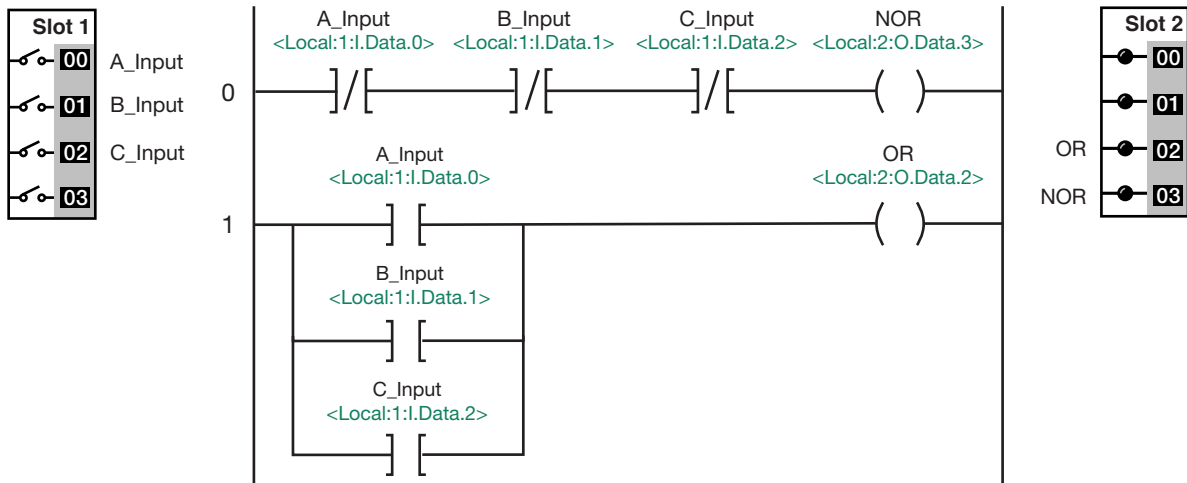 Slot 1
00 A_Input
01 B_Input
02 C_Input
03
A_Input B_Input C_Input NOR
<Local:1:I.Data.0> <Local:1:I.Data.1> <Local:1:I.Data.2> <Local:2:O.Data.3>
0
A_Input OR
<Local:1:I.Data.0> <Local:2:O.Data.2>
1
B_Input
<Local:1:I.Data.1>
C_Input
<Local:1:I.Data.2>
Slot 2
00
01
OR 02
NOR 03